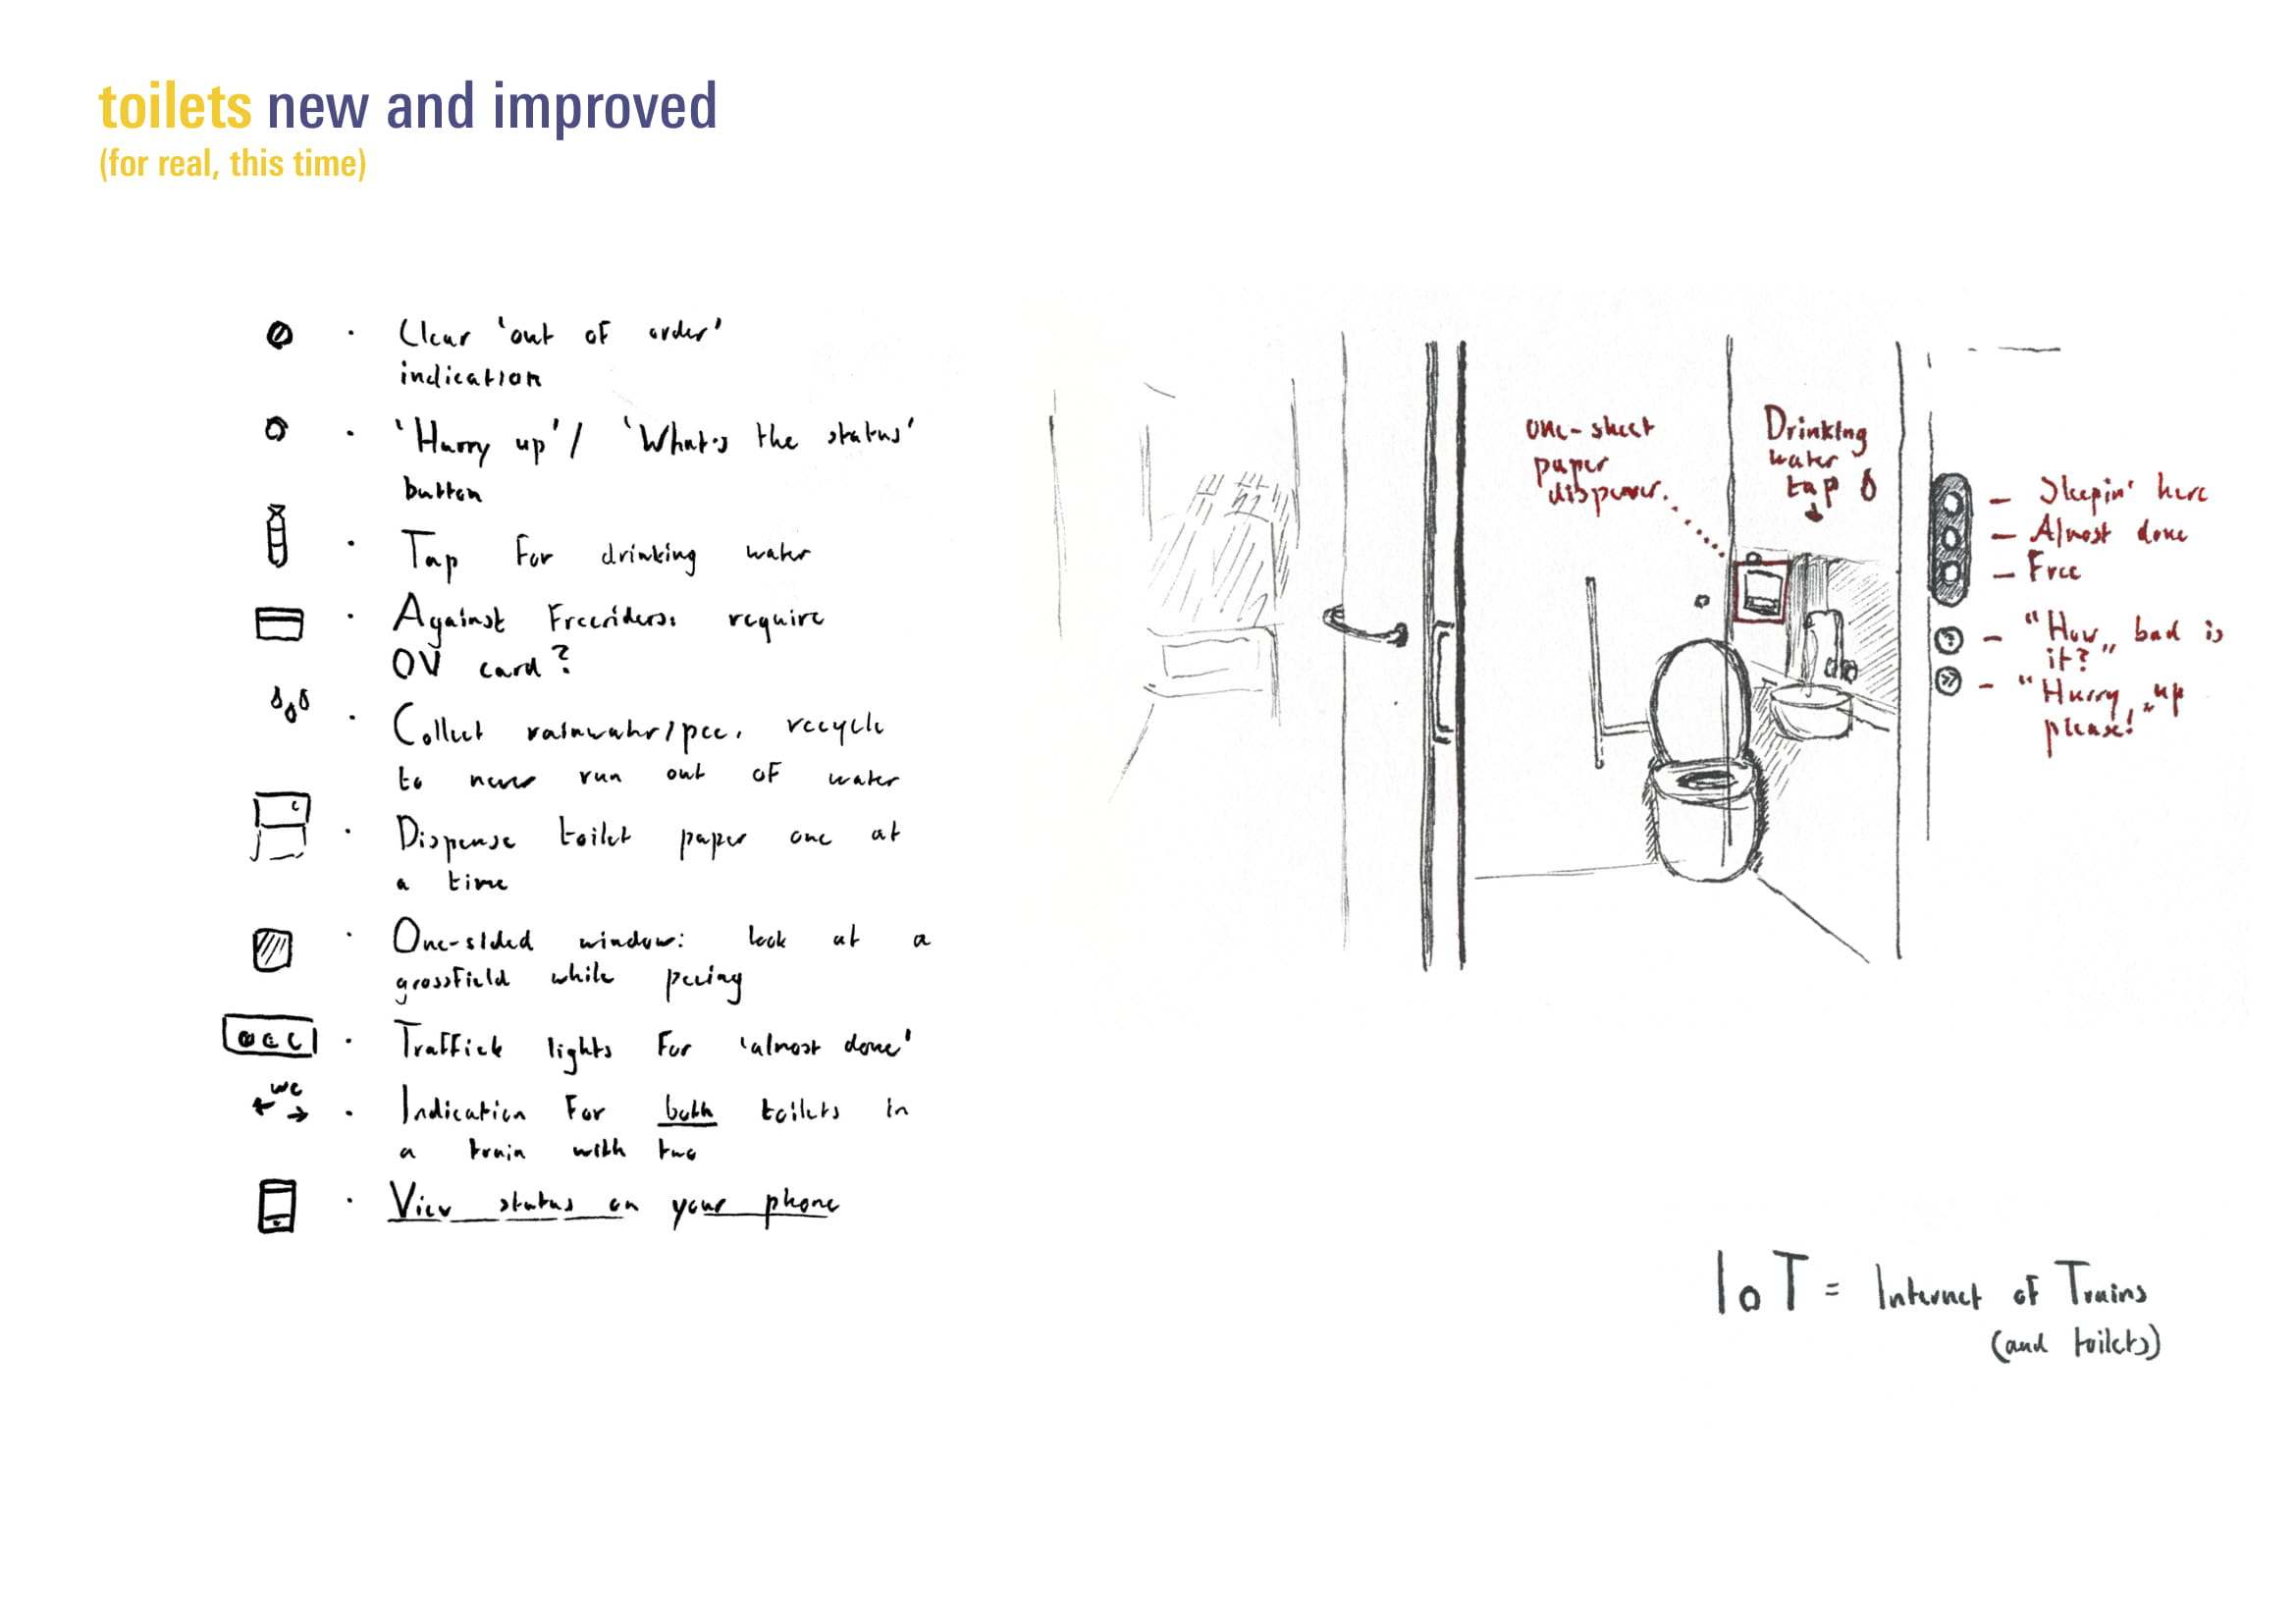 toilets new and improved
(for real, this time)
Clear 'out of order'
indication
'Hurry up' / 'What's the status'
button
Tap for drinking water
Against Freeriders: require
OV card?
Collect rainwater/pee, recycle
to never run out of water
Dispense toilet paper one at
a time
One-sided window: look at a
grassfield while peeing
Traffick lights for 'almost done'
WC
Indication for both toilets in
a train with two
View status on your phone
one-sheet
paper
dispenser.
Drinking
water
tap
Sleepin' here
Almost done
Free
? - "How bad is
it?"
» - "Hurry up
please!"
IoT = Internet of Trains
(and toilets)